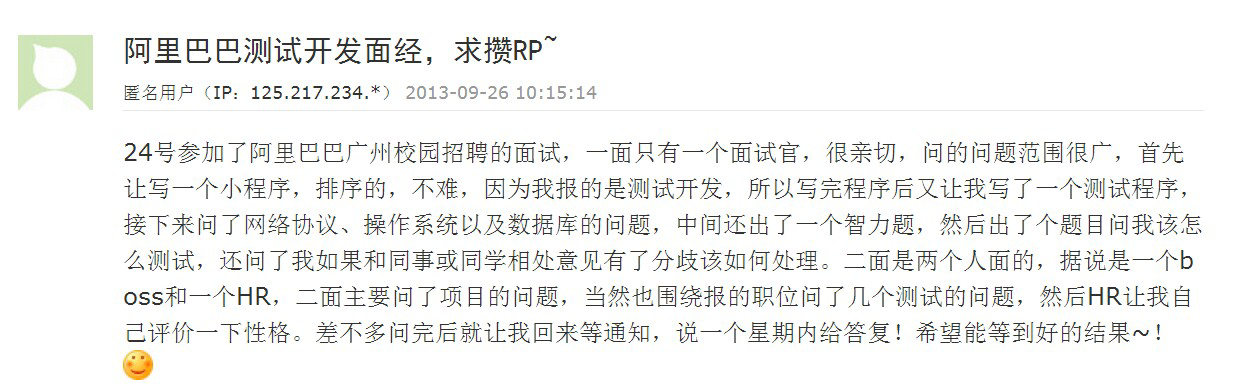 阿里巴巴测试开发面经，求攒RP~
匿名用户（IP：125.217.234.*） 2013-09-26 10:15:14
24号参加了阿里巴巴广州校园招聘的面试，一面只有一个面试官，很亲切，问的问题范围很广，首先
让写一个小程序，排序的，不难，因为我报的是测试开发，所以写完程序后又让我写了一个测试程序，
接下来问了网络协议、操作系统以及数据库的问题，中间还出了一个智力题，然后出了个题目问我该怎
么测试，还问了我如果和同事或同学相处意见有了分歧该如何处理。二面是两个人面的，据说是一个b
oss和一个HR，二面主要问了项目的问题，当然也围绕报的职位问了几个测试的问题，然后HR让我自
己评价一下性格。差不多问完后就让我回来等通知，说一个星期内给答复！希望能等到好的结果~！